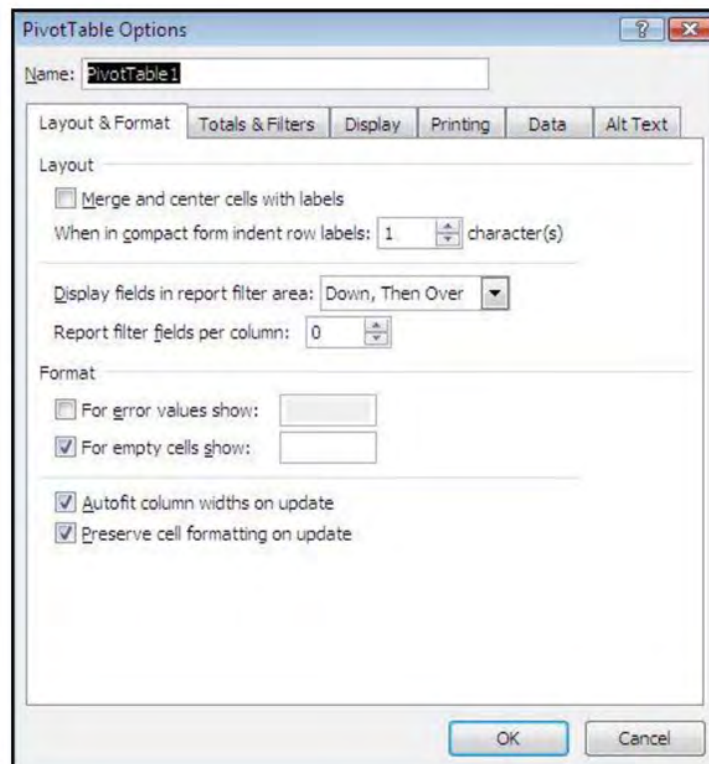 PivotTable Options
Name: PivotTable1
Layout & Format Totals & Filters Display Printing Data Alt Text
Layout
Merge and center cells with labels
When in compact form indent row labels: 1 character(s)
Display fields in report filter area: Down, Then Over
Report filter fields per column: 0
Format
For error values show:
For empty cells show:
Autofit column widths on update
Preserve cell formatting on update
OK Cancel